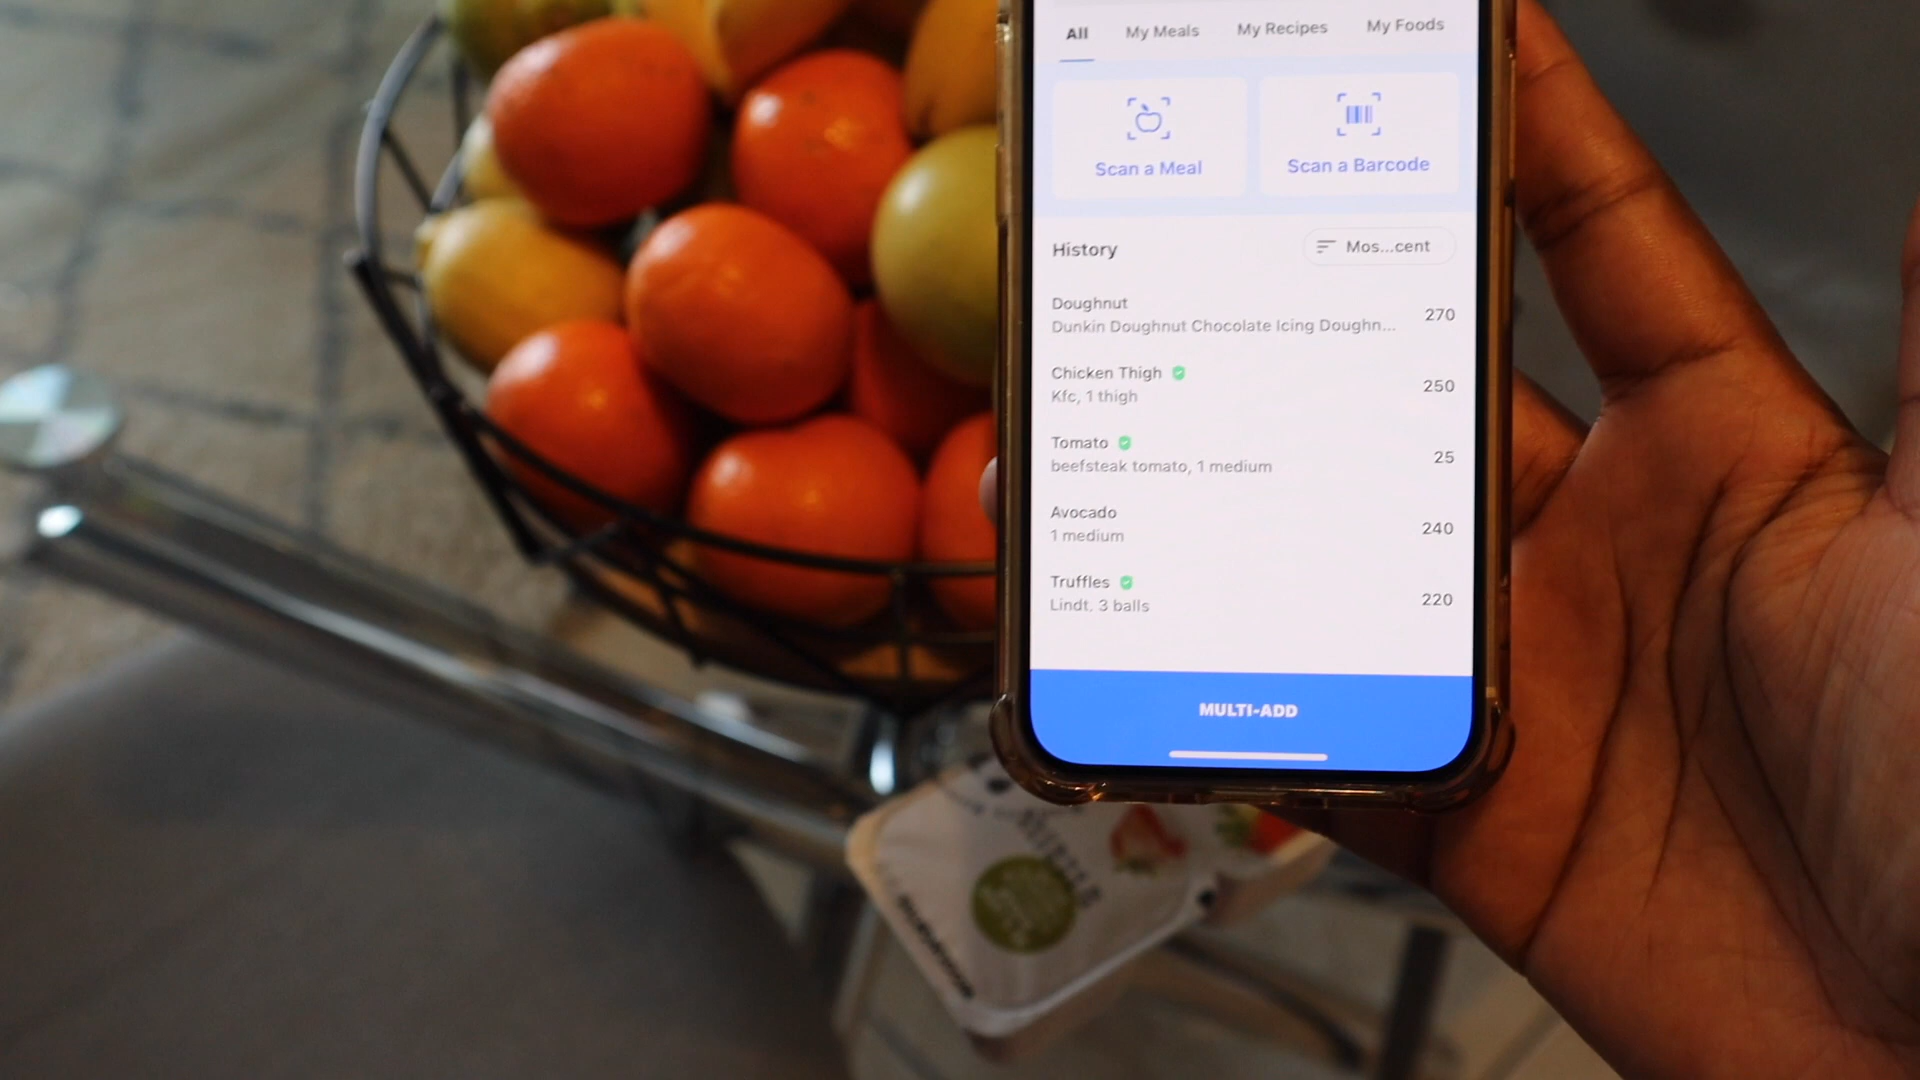 All My Meals My Recipes My Foods
Scan a Meal Scan a Barcode
History Mos...cent
Doughnut
Dunkin Doughnut Chocolate Icing Doughn... 270
Chicken Thigh
Kfc, 1 thigh 250
Tomato
beefsteak tomato, 1 medium 25
Avocado
1 medium 240
Truffles
Lindt. 3 balls 220
MULTI-ADD